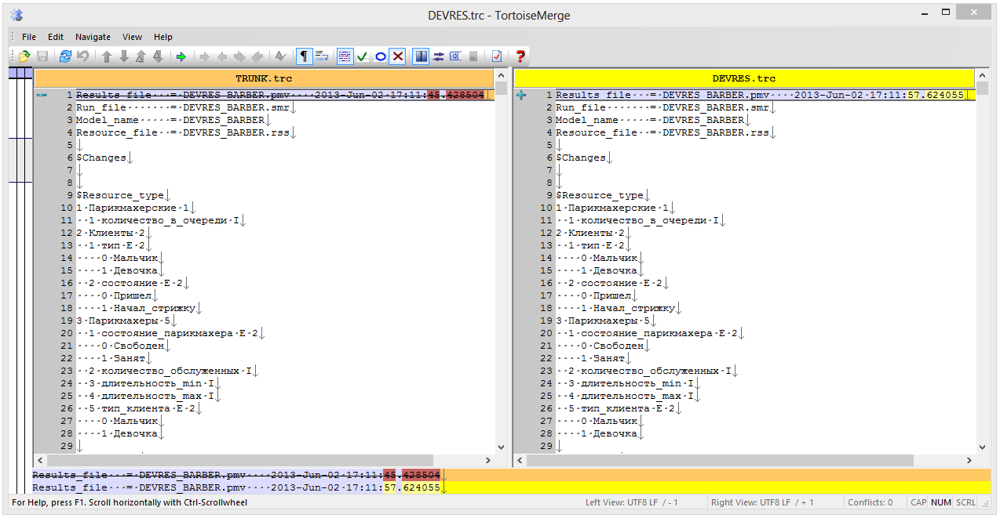 DEVRES.trc - TortoiseMerge
File Edit Navigate View Help
TRUNK.trc
1 Results_file···=·DEVRES_BARBER.pmv····2013-Jun-02 17:11:45.428504↓
2 Run_file·······=·DEVRES_BARBER.smr↓
3 Model_name·····=·DEVRES_BARBER↓
4 Resource_file··=·DEVRES_BARBER.rss↓
5 ↓
6 $Changes↓
7 ↓
8 ↓
9 $Resource_type↓
10 1·Парикмахерские·1↓
11 ··1·количество_в_очереди·I↓
12 2·Клиенты·2↓
13 ··1·тип·E·2↓
14 ····0·Мальчик↓
15 ····1·Девочка↓
16 ··2·состояние·E·2↓
17 ····0·Пришел↓
18 ····1·Начал_стрижку↓
19 3·Парикмахеры·5↓
20 ··1·состояние_парикмахера·E·2↓
21 ····0·Свободен↓
22 ····1·Занят↓
23 ··2·количество_обслуженных·I↓
24 ··3·длительность_min·I↓
25 ··4·длительность_max·I↓
26 ··5·тип_клиента·E·2↓
27 ····0·Мальчик↓
28 ····1·Девочка↓
29 ↓
DEVRES.trc
1 Results_file···=·DEVRES_BARBER.pmv····2013-Jun-02 17:11:57.624055↓
2 Run_file·······=·DEVRES_BARBER.smr↓
3 Model_name·····=·DEVRES_BARBER↓
4 Resource_file··=·DEVRES_BARBER.rss↓
5 ↓
6 $Changes↓
7 ↓
8 ↓
9 $Resource_type↓
10 1·Парикмахерские·1↓
11 ··1·количество_в_очереди·I↓
12 2·Клиенты·2↓
13 ··1·тип·E·2↓
14 ····0·Мальчик↓
15 ····1·Девочка↓
16 ··2·состояние·E·2↓
17 ····0·Пришел↓
18 ····1·Начал_стрижку↓
19 3·Парикмахеры·5↓
20 ··1·состояние_парикмахера·E·2↓
21 ····0·Свободен↓
22 ····1·Занят↓
23 ··2·количество_обслуженных·I↓
24 ··3·длительность_min·I↓
25 ··4·длительность_max·I↓
26 ··5·тип_клиента·E·2↓
27 ····0·Мальчик↓
28 ····1·Девочка↓
29 ↓
Results_file···=·DEVRES_BARBER.pmv····2013-Jun-02 17:11:45.428504↓
Results_file···=·DEVRES_BARBER.pmv····2013-Jun-02 17:11:57.624055↓
For Help, press F1. Scroll horizontally with Ctrl-Scrollwheel Left View: UTF8 LF / - 1 Right View: UTF8 LF / + 1 Conflicts: 0 CAP NUM SCRL